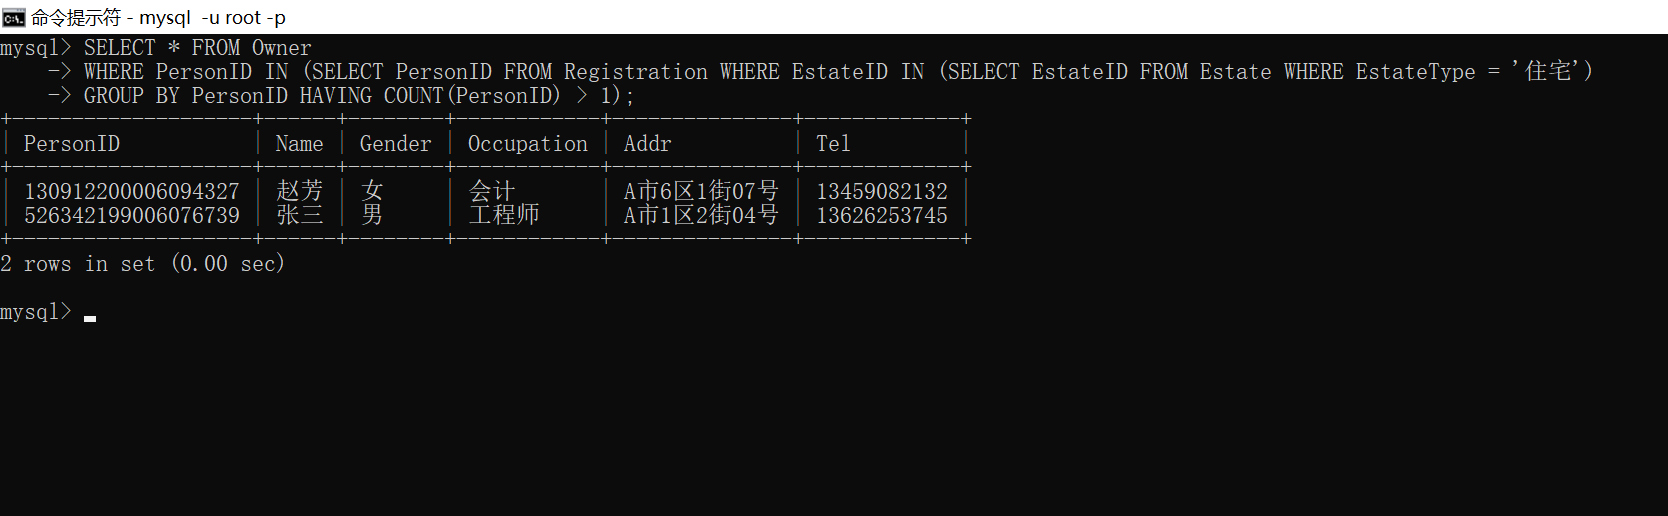 命令提示符 - mysql  -u root -p
mysql> SELECT * FROM Owner
    -> WHERE PersonID IN (SELECT PersonID FROM Registration WHERE EstateID IN (SELECT EstateID FROM Estate WHERE EstateType = '住宅')
    -> GROUP BY PersonID HAVING COUNT(PersonID) > 1);
+--------------------+------+--------+------------+---------------+-------------+
| PersonID           | Name | Gender | Occupation | Addr          | Tel         |
+--------------------+------+--------+------------+---------------+-------------+
| 130912200006094327 | 赵芳 | 女     | 会计       | A市6区1街07号 | 13459082132 |
| 526342199006076739 | 张三 | 男     | 工程师     | A市1区2街04号 | 13626253745 |
+--------------------+------+--------+------------+---------------+-------------+
2 rows in set (0.00 sec)
mysql>